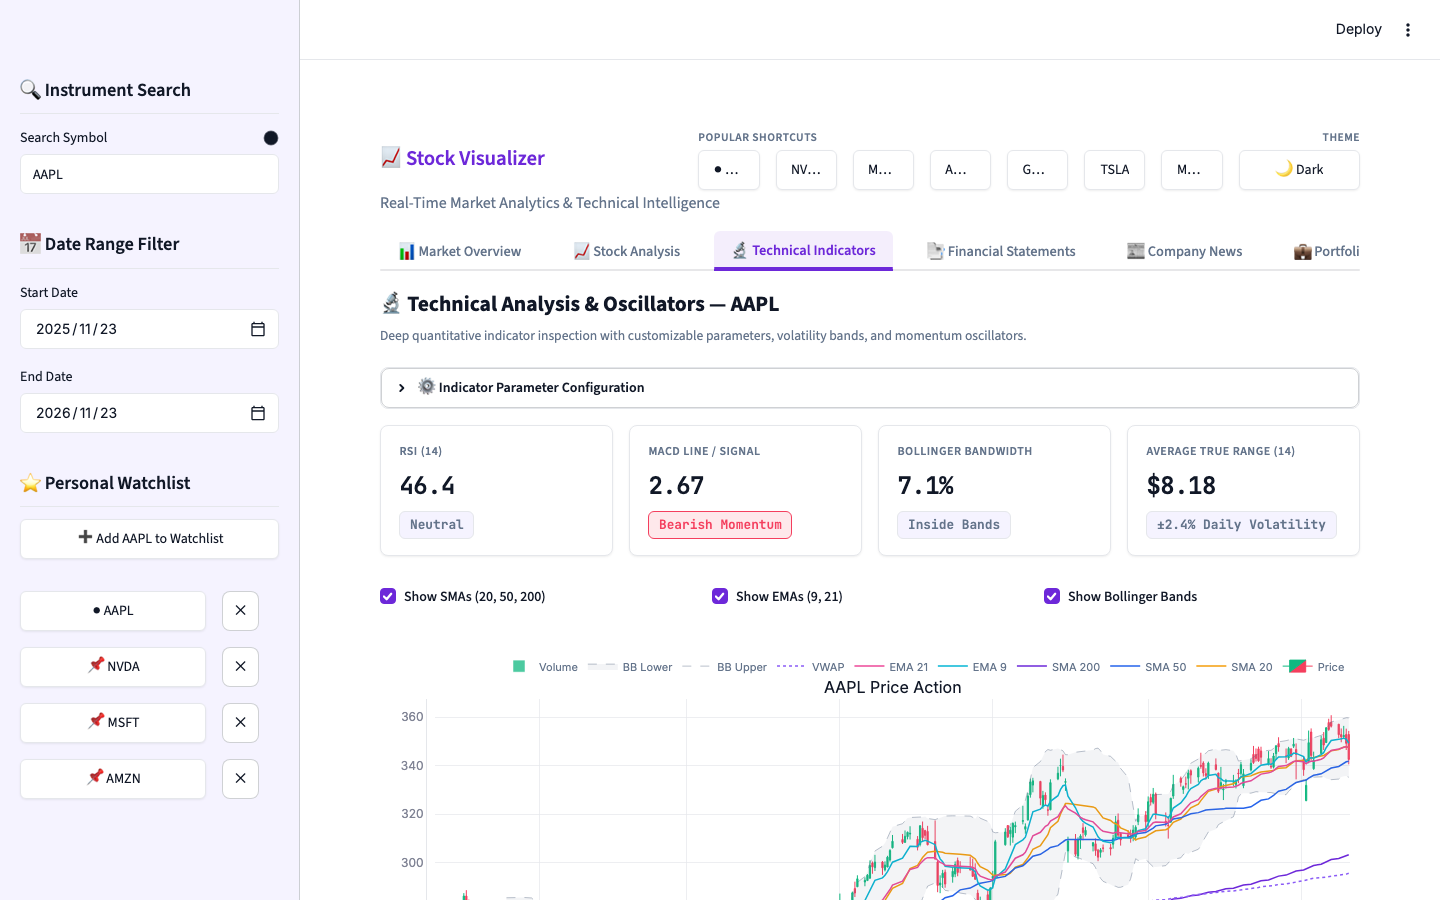 Deploy
Instrument Search
Search Symbol
AAPL
Date Range Filter
Start Date
2025/11/23
End Date
2026/11/23
Personal Watchlist
Add AAPL to Watchlist
AAPL
NVDA
MSFT
AMZN
Stock Visualizer
Real-Time Market Analytics & Technical Intelligence
POPULAR SHORTCUTS
THEME
● …
NV…
M…
A…
G…
TSLA
M…
Dark
Market Overview
Stock Analysis
Technical Indicators
Financial Statements
Company News
Portfoli
Technical Analysis & Oscillators — AAPL
Deep quantitative indicator inspection with customizable parameters, volatility bands, and momentum oscillators.
Indicator Parameter Configuration
RSI (14)
46.4
Neutral
MACD LINE / SIGNAL
2.67
Bearish Momentum
BOLLINGER BANDWIDTH
7.1%
Inside Bands
AVERAGE TRUE RANGE (14)
$8.18
±2.4% Daily Volatility
Show SMAs (20, 50, 200)
Show EMAs (9, 21)
Show Bollinger Bands
Volume
BB Lower
BB Upper
VWAP
EMA 21
EMA 9
SMA 200
SMA 50
SMA 20
Price
AAPL Price Action
360
340
320
300